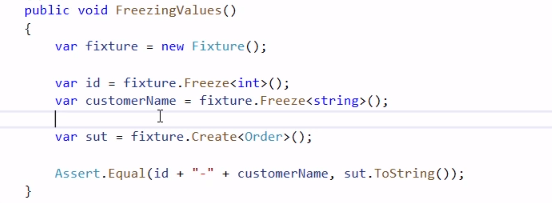 public void FreezingValues()
{
var fixture = new Fixture();
var id = fixture.Freeze<int>();
var customerName = fixture.Freeze<string>();
var sut = fixture.Create<Order>();
Assert.Equal(id + "-" + customerName, sut.ToString());
}